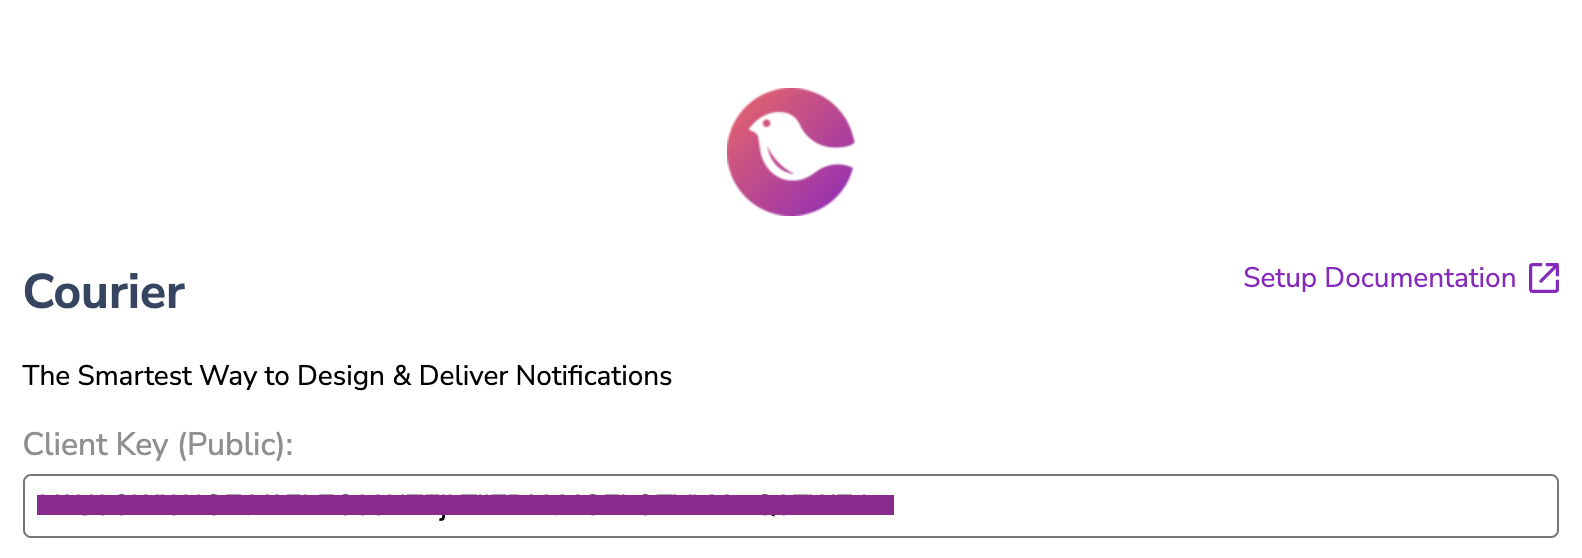 Courier
Setup Documentation
The Smartest Way to Design & Deliver Notifications
Client Key (Public):